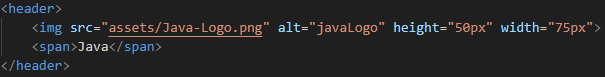 <header>
<img src="assets/Java-Logo.png" alt="javaLogo" height="50px" width="75px">
<span>Java</span>
</header>